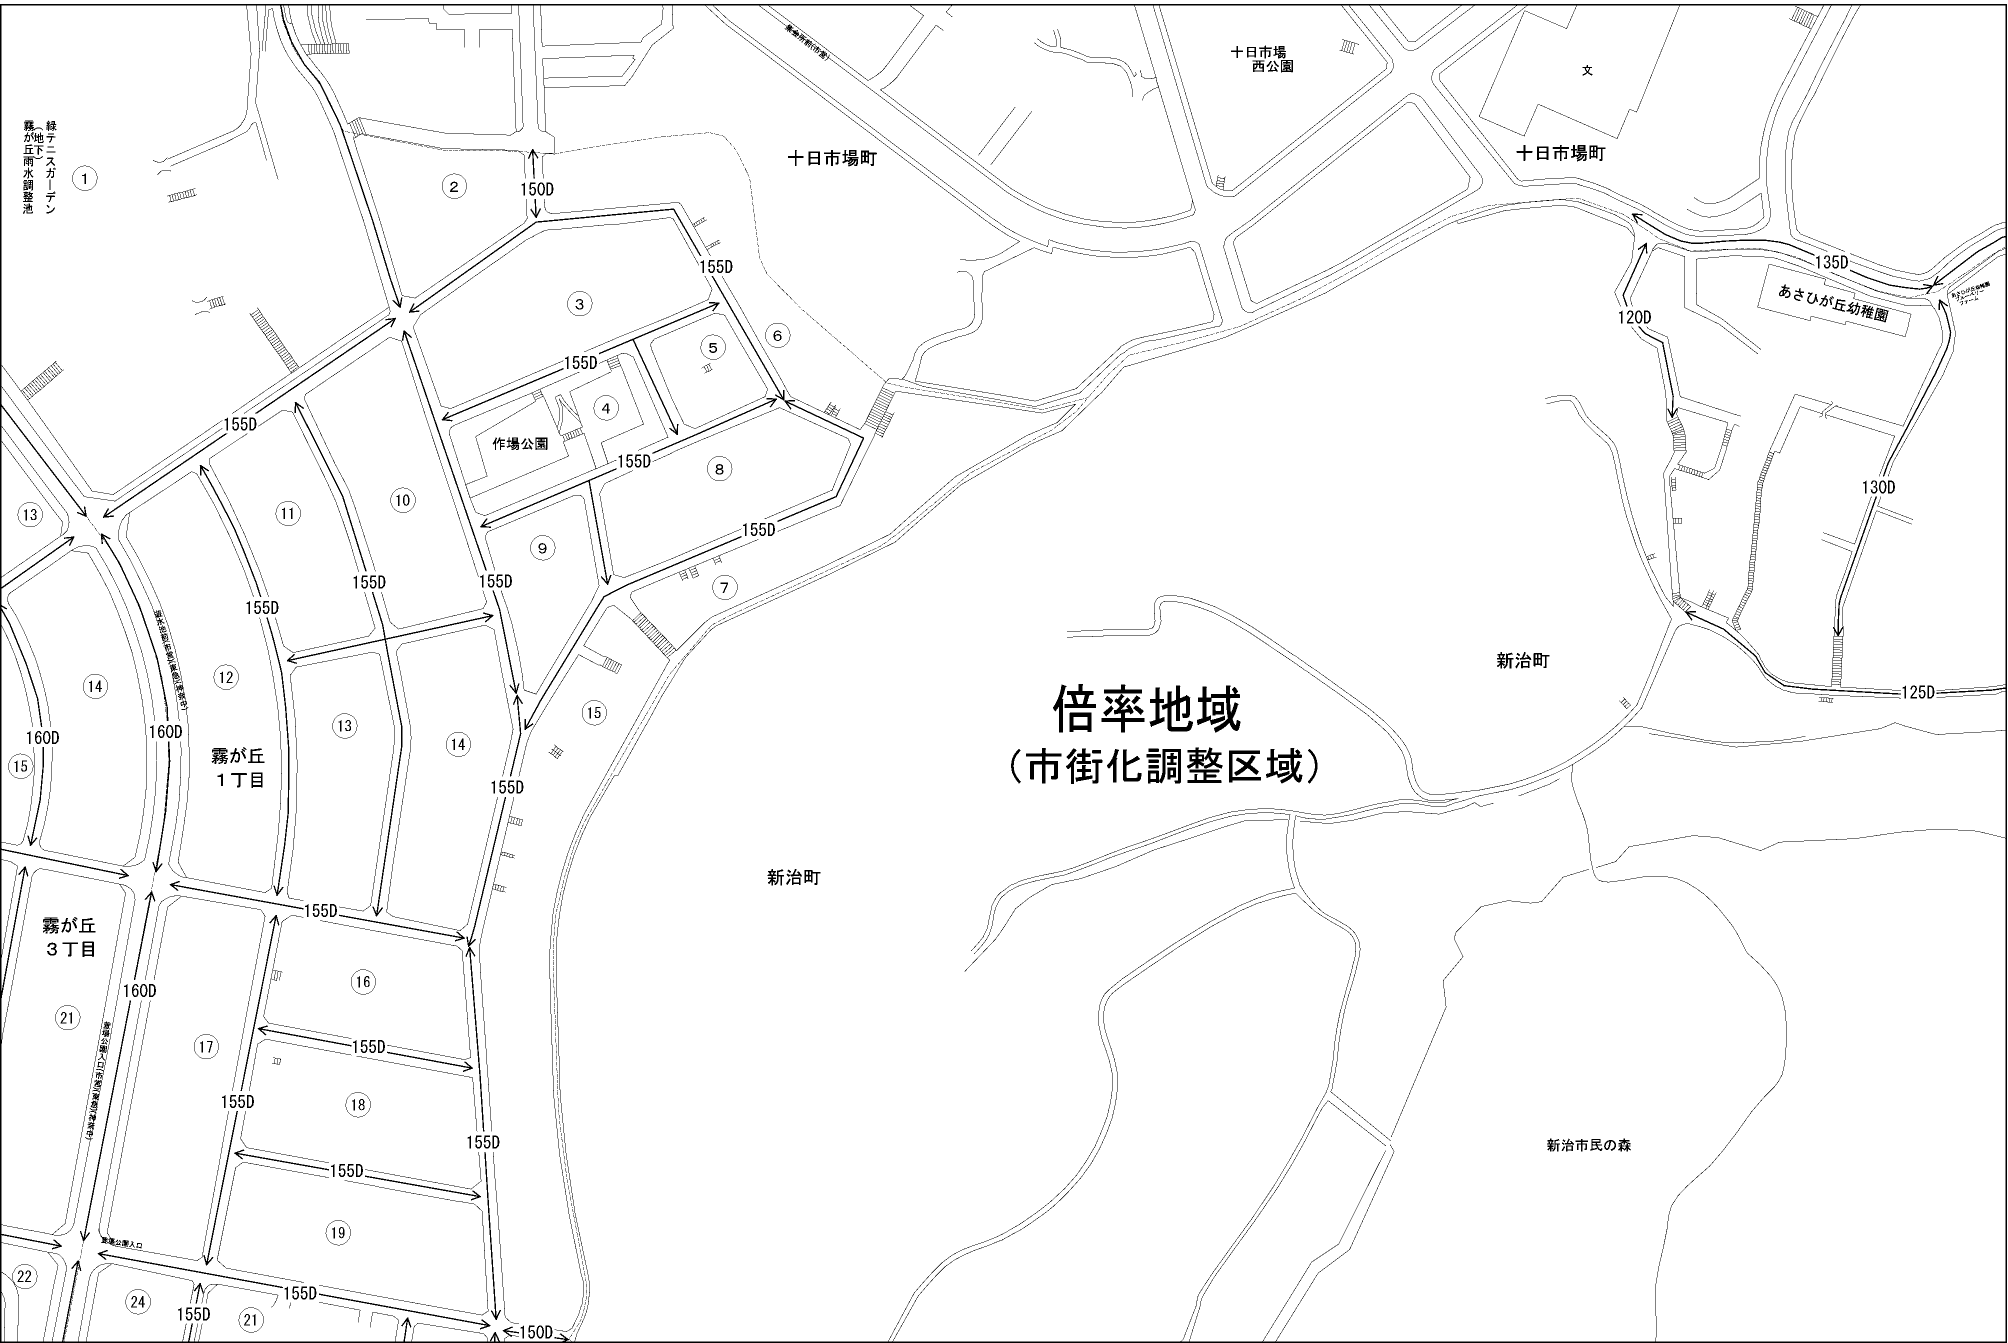 十日市場
西公園
文
緑テニスガーデン
(地下)
霧が丘雨水調整池
1
2
150D
十日市場町
十日市場町
155D
135D
あさひが丘幼稚園
3
6
120D
5
155D
4
155D
作場公園
155D
8
130D
13
11
10
155D
9
155D
155D
155D
7
12
14
新治町
125D
倍率地域
(市街化調整区域)
15
13
14
160D
160D
15
霧が丘
1丁目
155D
新治町
155D
霧が丘
3丁目
160D
16
21
17
155D
155D
18
155D
新治市民の森
155D
19
萱場公園入口
22
24
155D
155D
21
150D